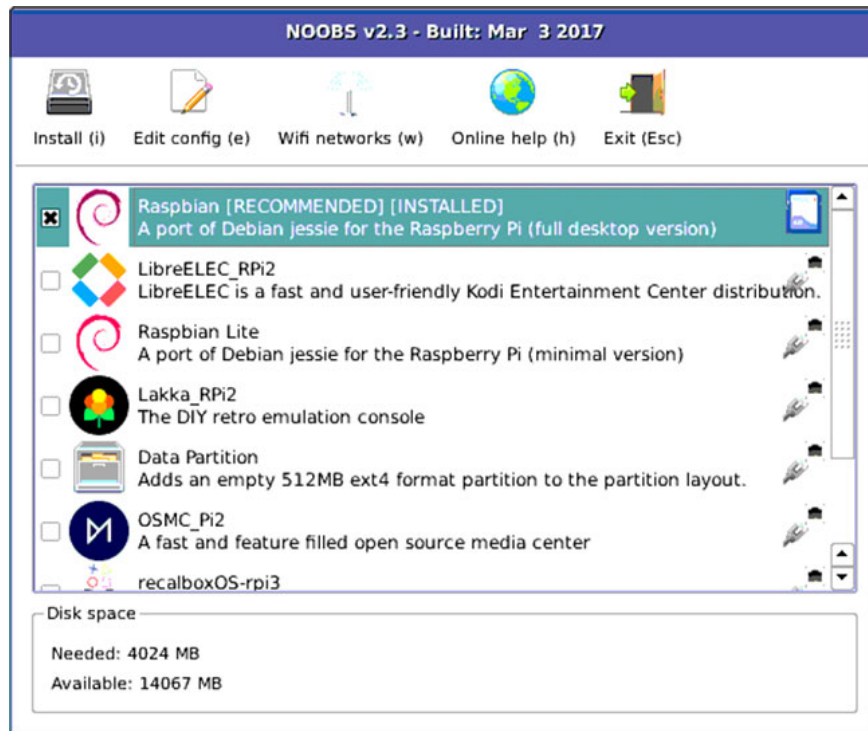 NOOBS v2.3 - Built: Mar 3 2017
Install (i) Edit config (e) Wifi networks (w) Online help (h) Exit (Esc)
Raspbian [RECOMMENDED] [INSTALLED]
A port of Debian jessie for the Raspberry Pi (full desktop version)
LibreELEC_RPi2
LibreELEC is a fast and user-friendly Kodi Entertainment Center distribution.
Raspbian Lite
A port of Debian jessie for the Raspberry Pi (minimal version)
Lakka_RPi2
The DIY retro emulation console
Data Partition
Adds an empty 512MB ext4 format partition to the partition layout.
OSMC_Pi2
A fast and feature filled open source media center
recalboxOS-rpi3
Disk space
Needed: 4024 MB
Available: 14067 MB